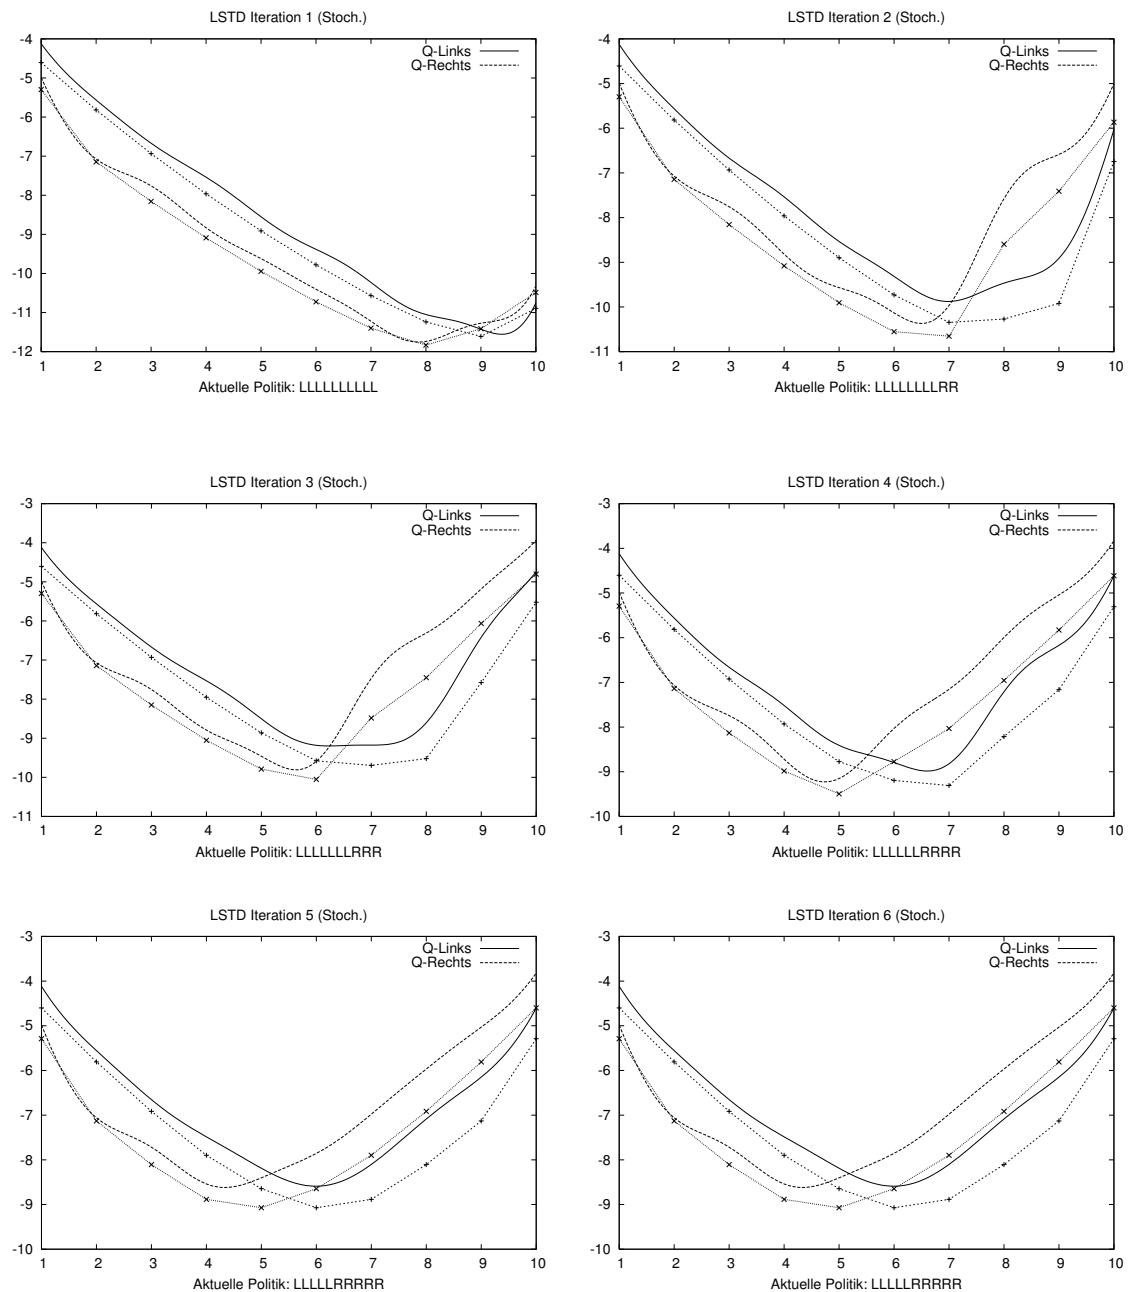 LSTD Iteration 1 (Stoch.)
Q-Links
Q-Rechts
-4
-5
-6
-7
-8
-9
-10
-11
-12
1 2 3 4 5 6 7 8 9 10
Aktuelle Politik: LLLLLLLLLL
LSTD Iteration 2 (Stoch.)
Q-Links
Q-Rechts
-4
-5
-6
-7
-8
-9
-10
-11
1 2 3 4 5 6 7 8 9 10
Aktuelle Politik: LLLLLLLLRR
LSTD Iteration 3 (Stoch.)
Q-Links
Q-Rechts
-3
-4
-5
-6
-7
-8
-9
-10
-11
1 2 3 4 5 6 7 8 9 10
Aktuelle Politik: LLLLLLLRRR
LSTD Iteration 4 (Stoch.)
Q-Links
Q-Rechts
-3
-4
-5
-6
-7
-8
-9
-10
1 2 3 4 5 6 7 8 9 10
Aktuelle Politik: LLLLLLRRRR
LSTD Iteration 5 (Stoch.)
Q-Links
Q-Rechts
-3
-4
-5
-6
-7
-8
-9
-10
1 2 3 4 5 6 7 8 9 10
Aktuelle Politik: LLLLLRRRRR
LSTD Iteration 6 (Stoch.)
Q-Links
Q-Rechts
-3
-4
-5
-6
-7
-8
-9
-10
1 2 3 4 5 6 7 8 9 10
Aktuelle Politik: LLLLLRRRRR